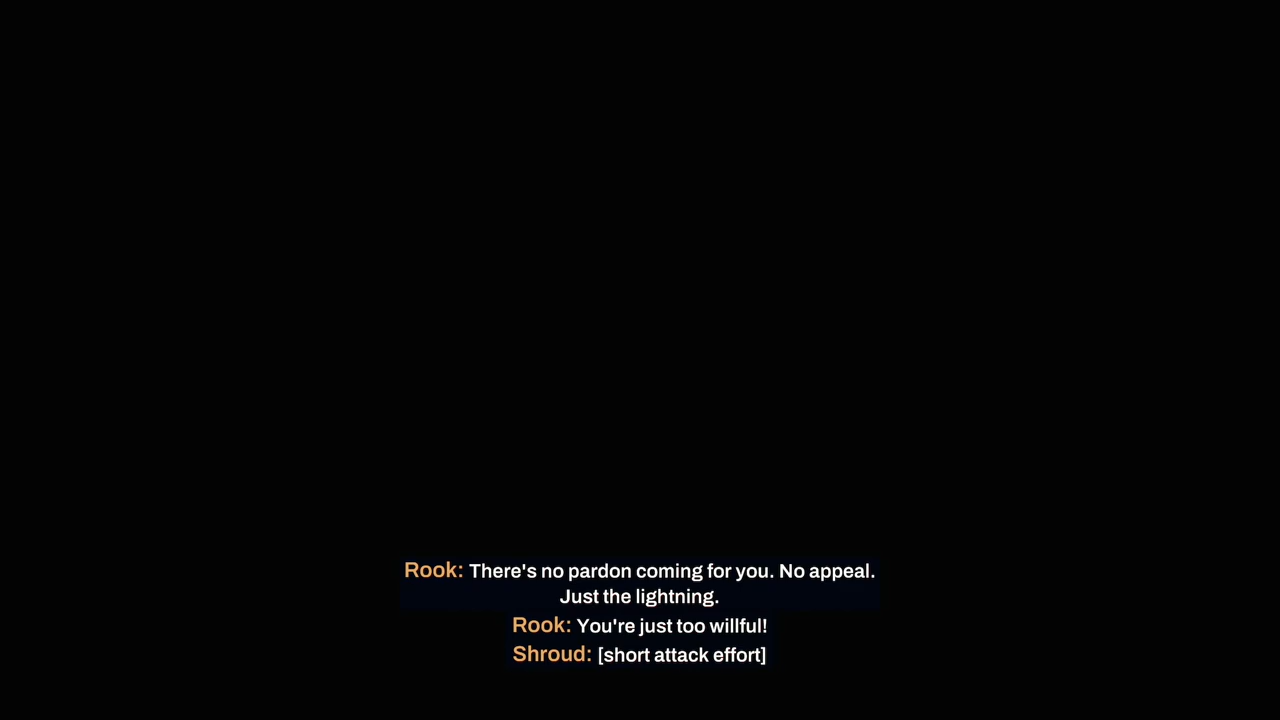 Rook: There's no pardon coming for you. No appeal.
Just the lightning.
Rook: You're just too willful!
Shroud: [short attack effort]